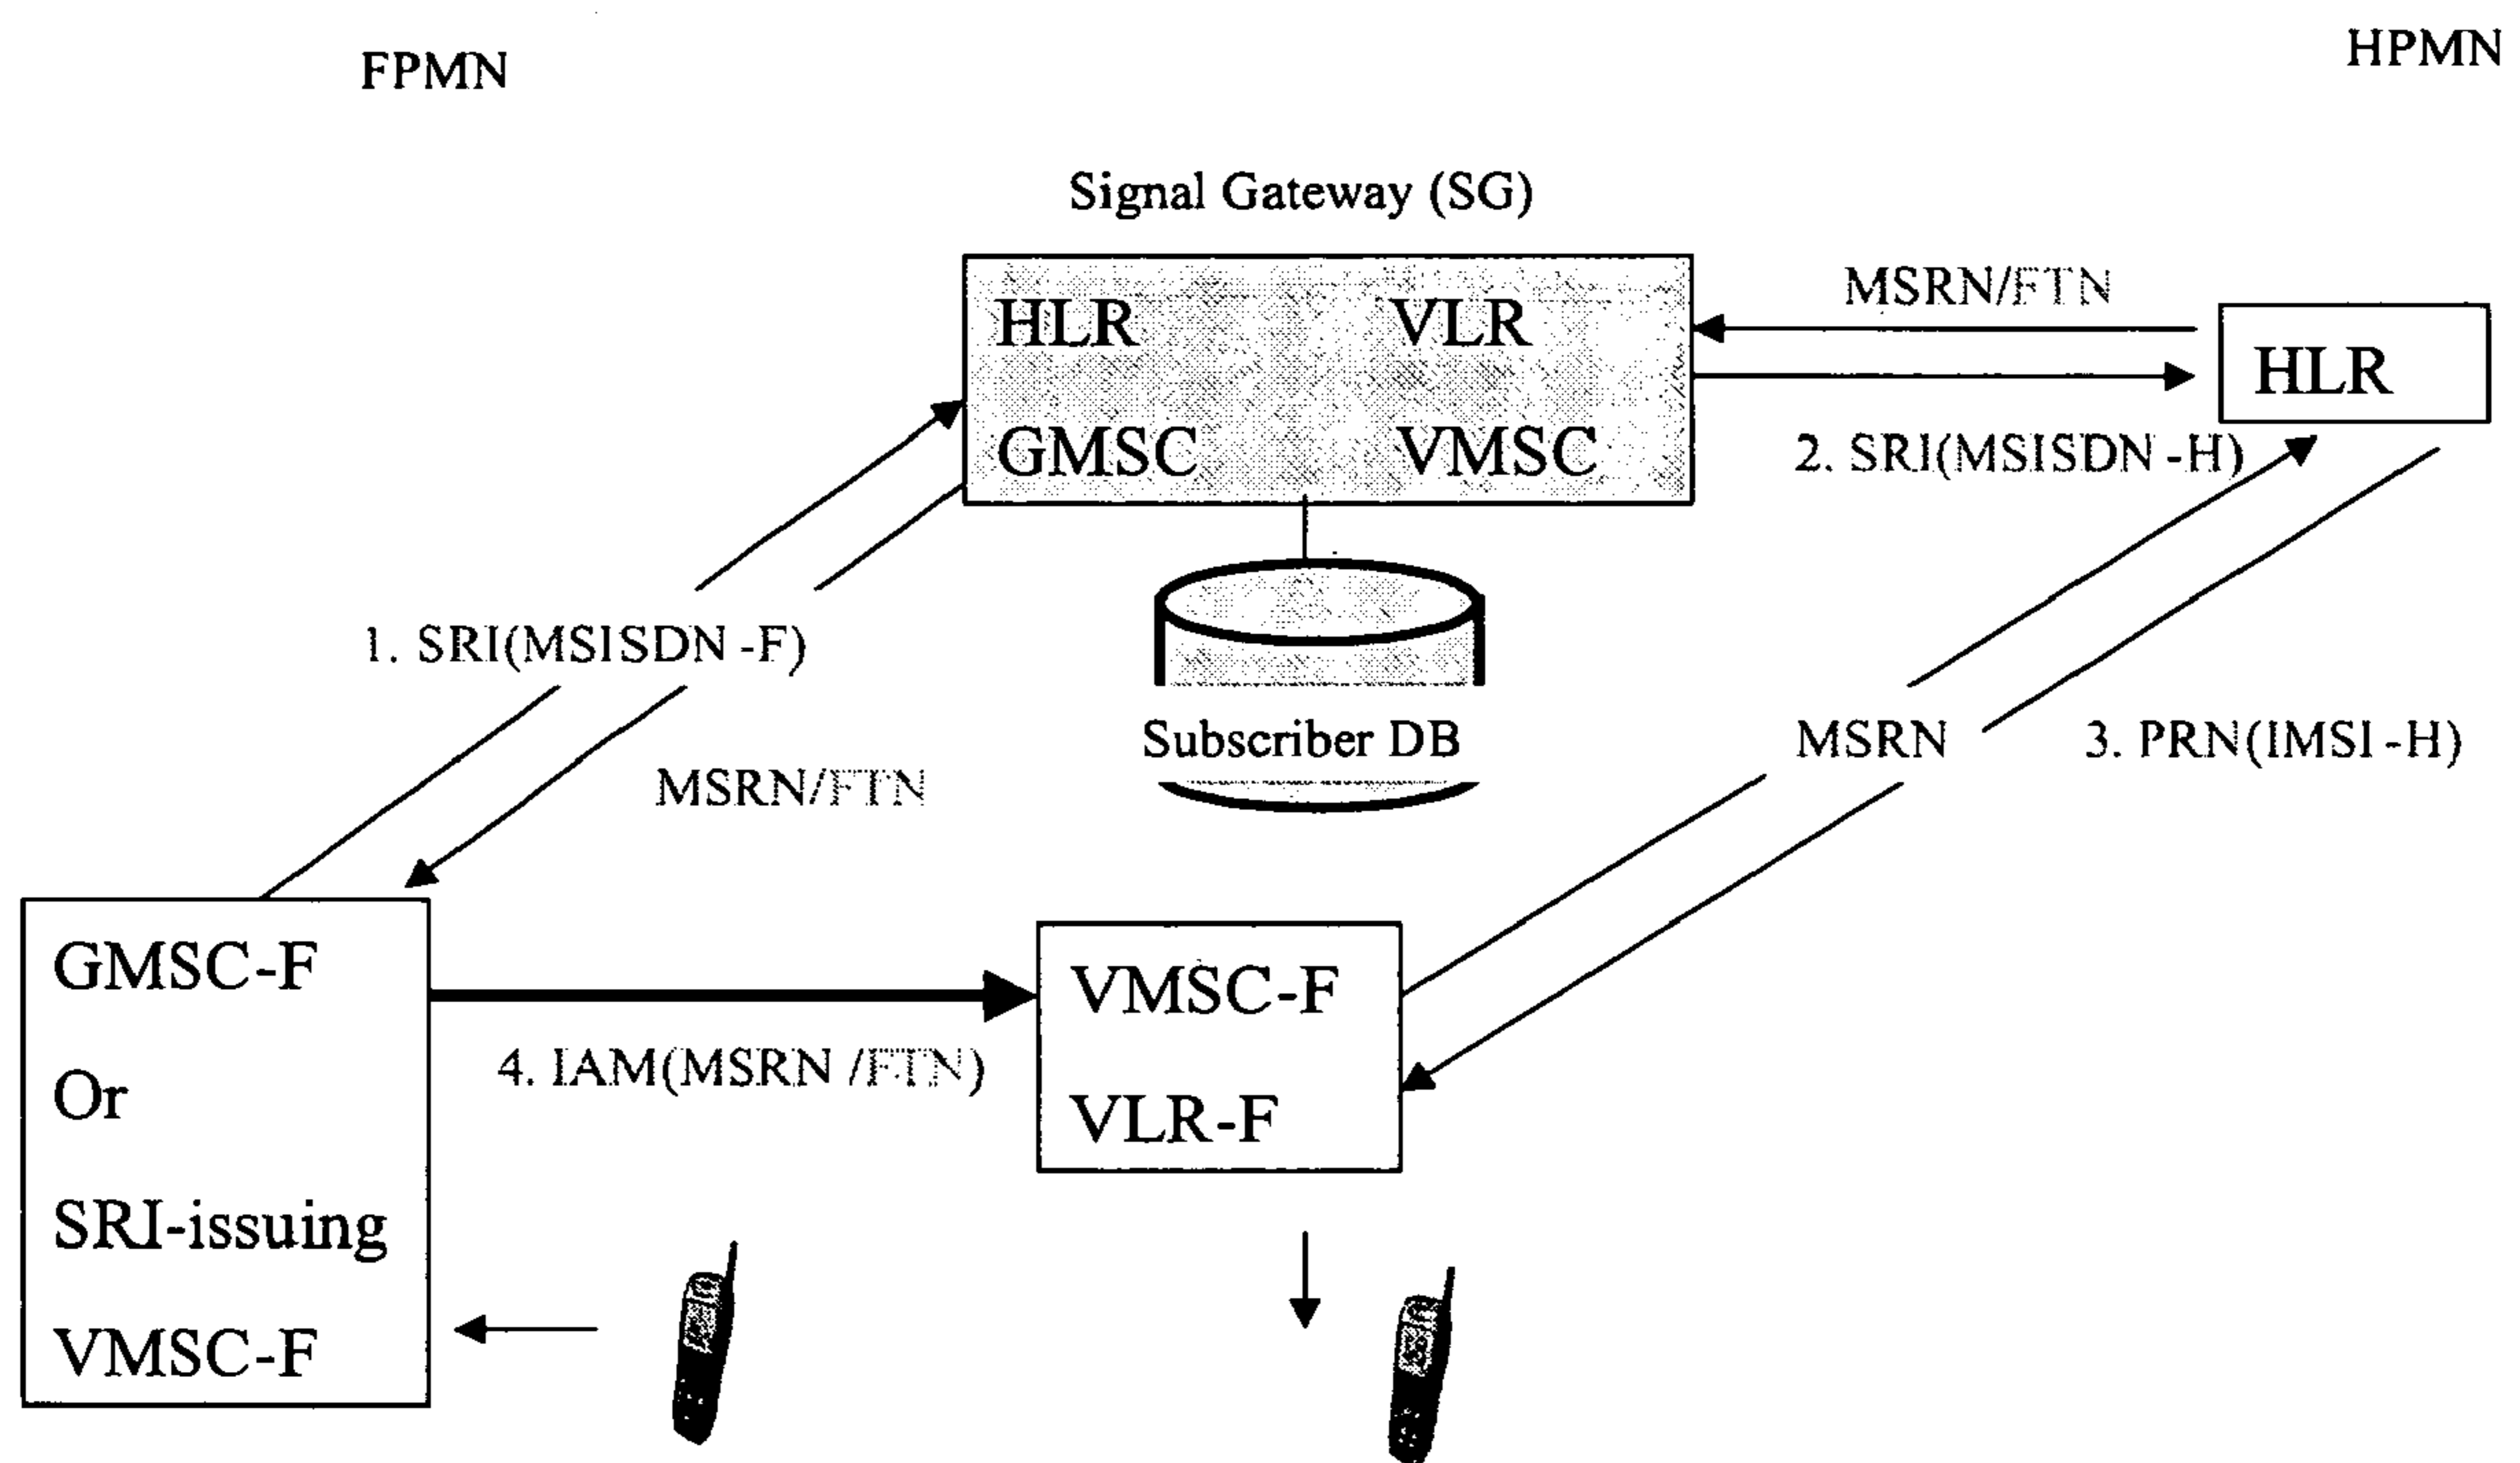 FPMN
HPMN
Signal Gateway (SG)
HLR VLR
GMSC VMSC
MSRN/FTN
HLR
2. SRI(MSISDN-H)
1. SRI(MSISDN-F)
MSRN/FTN
Subscriber DB
MSRN
3. PRN(IMSI-H)
GMSC-F
Or
SRI-issuing
VMSC-F
4. IAM(MSRN /FTN)
VMSC-F
VLR-F